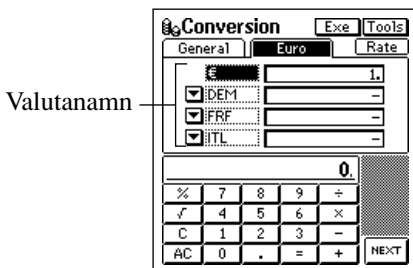 Conversion Exe Tools
General Euro Rate
€ 1.
Valutanamn
DEM –
FRF –
ITL –
0.
% 7 8 9 ÷
√ 4 5 6 ×
C 1 2 3 –
AC 0 . = + NEXT